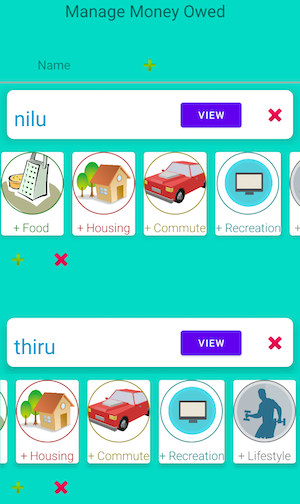 Manage Money Owed
Name
nilu VIEW
+ Food + Housing + Commute + Recreation +
thiru VIEW
+ Housing + Commute + Recreation + Lifestyle